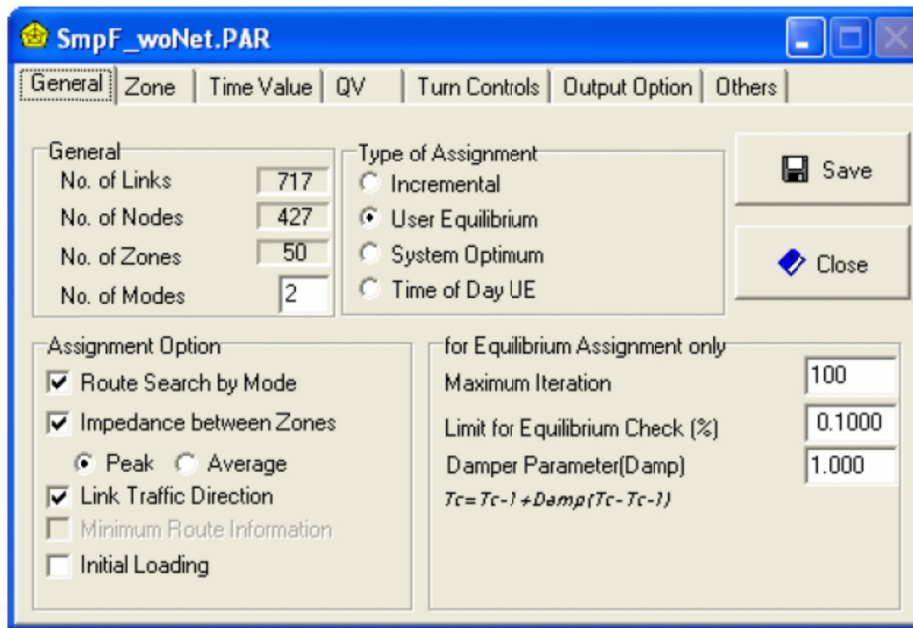 SmpF_woNet.PAR
General Zone Time Value QV Turn Controls Output Option Others
General
No. of Links 717
No. of Nodes 427
No. of Zones 50
No. of Modes 2
Type of Assignment
Incremental
User Equilibrium
System Optimum
Time of Day UE
Save
Close
Assignment Option
Route Search by Mode
Impedance between Zones
Peak Average
Link Traffic Direction
Minimum Route Information
Initial Loading
for Equilibrium Assignment only
Maximum Iteration 100
Limit for Equilibrium Check (%) 0.1000
Damper Parameter(Damp) 1.000
Tc=Tc-1+Damp(Tc-Tc-1)